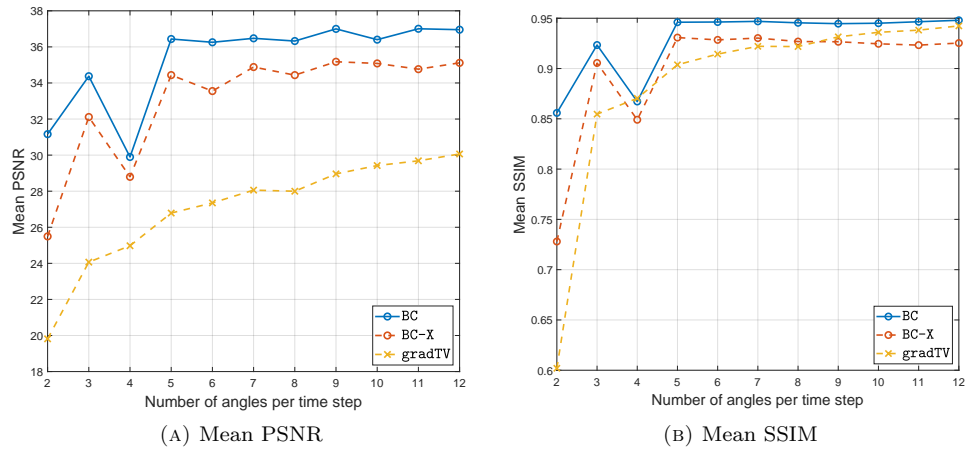 38
36
34
32
30
28
26
24
22
20
18
Mean PSNR
2 3 4 5 6 7 8 9 10 11 12
Number of angles per time step
BC
BC-X
gradTV
(A) Mean PSNR
0.95
0.9
0.85
0.8
0.75
0.7
0.65
0.6
Mean SSIM
2 3 4 5 6 7 8 9 10 11 12
Number of angles per time step
BC
BC-X
gradTV
(B) Mean SSIM